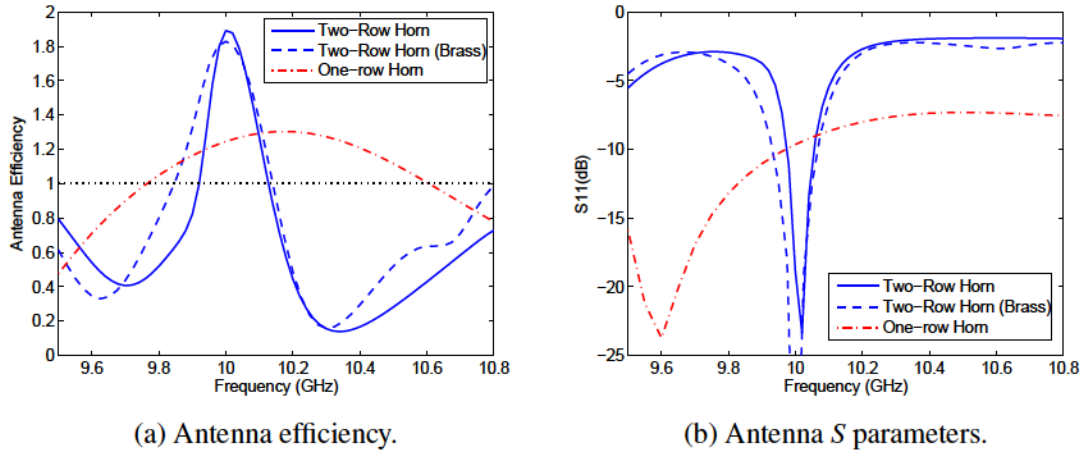 2
1.8
1.6
1.4
1.2
1
0.8
0.6
0.4
0.2
0
Antenna Efficiency
Two−Row Horn
Two−Row Horn (Brass)
One−row Horn
9.6 9.8 10 10.2 10.4 10.6 10.8
Frequency (GHz)
(a) Antenna efficiency.
0
−5
−10
−15
−20
−25
S11(dB)
Two−Row Horn
Two−Row Horn (Brass)
One−row Horn
9.6 9.8 10 10.2 10.4 10.6 10.8
Frequency (GHz)
(b) Antenna S parameters.